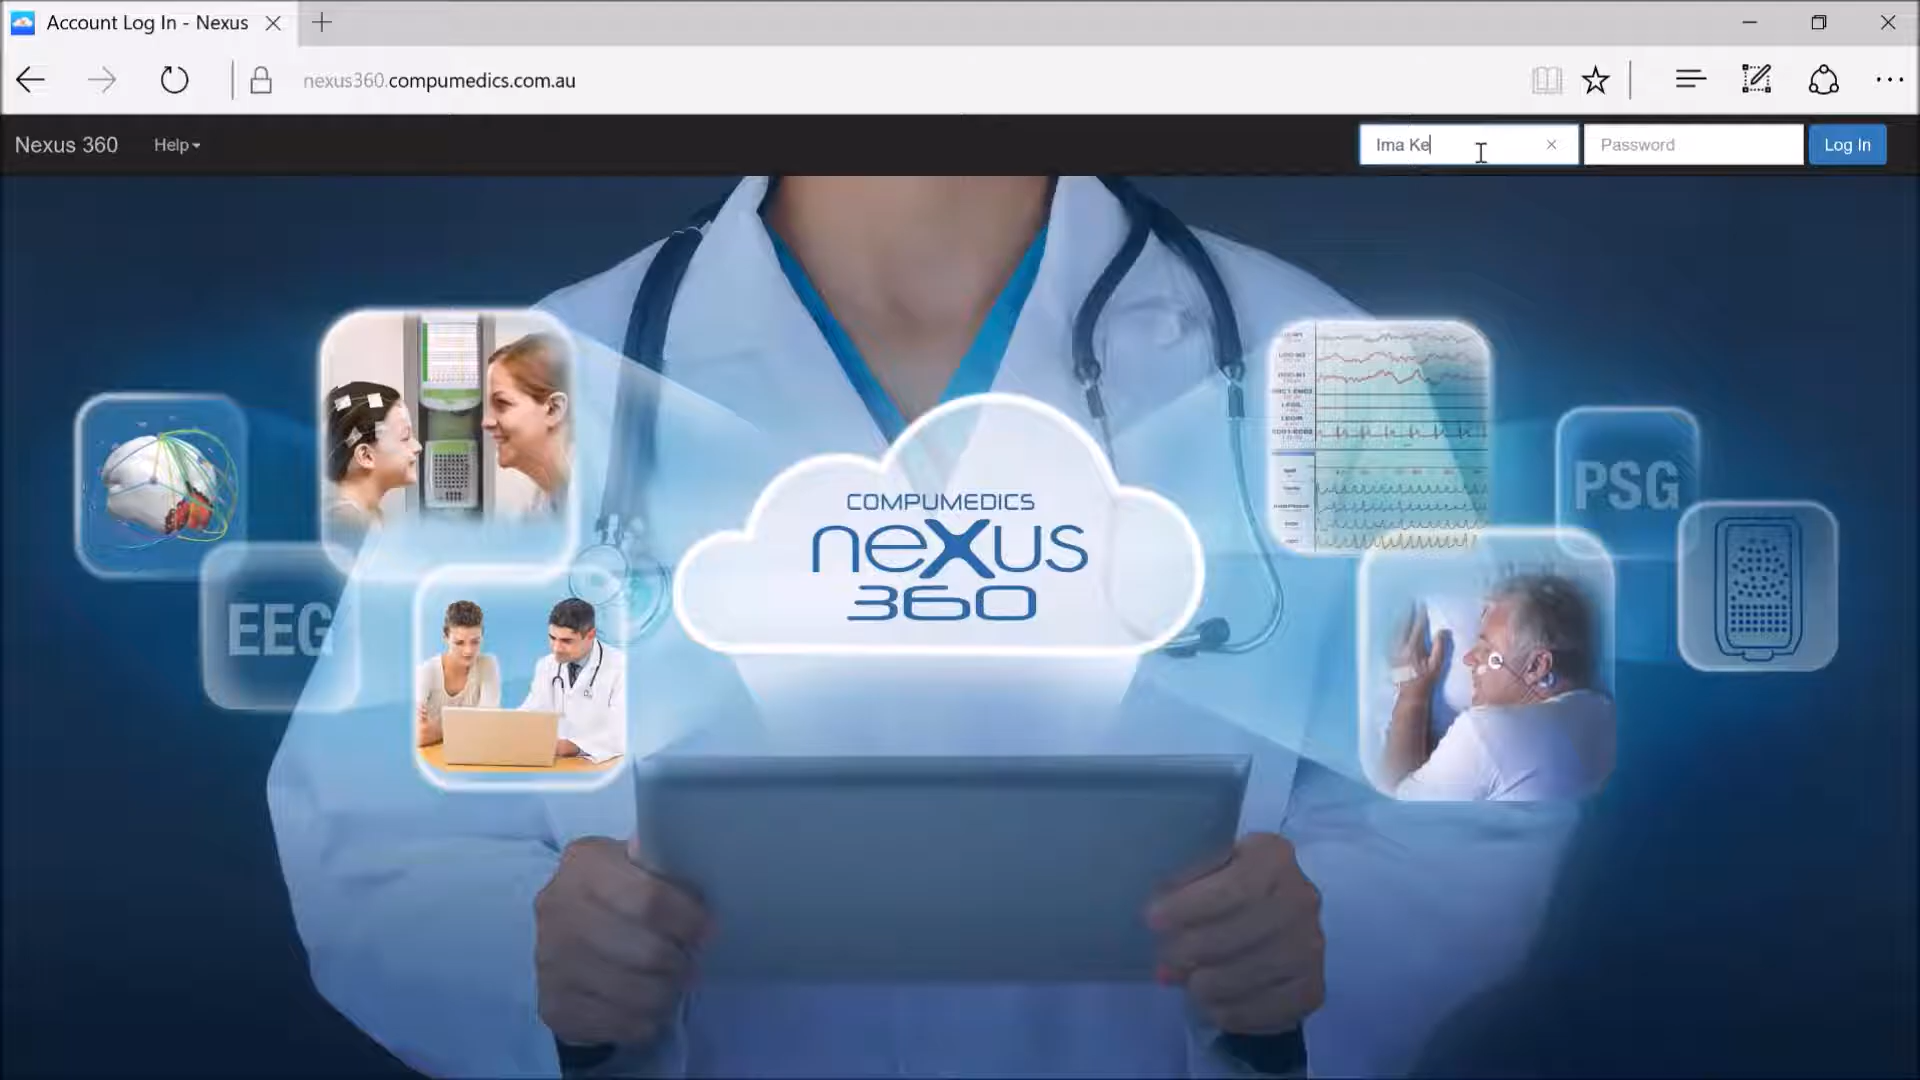 Account Log In - Nexus
nexus360.compumedics.com.au
Nexus 360
Help
Ima Ke
Password
Log In
COMPUMEDICS
neXus
360
EEG
PSG